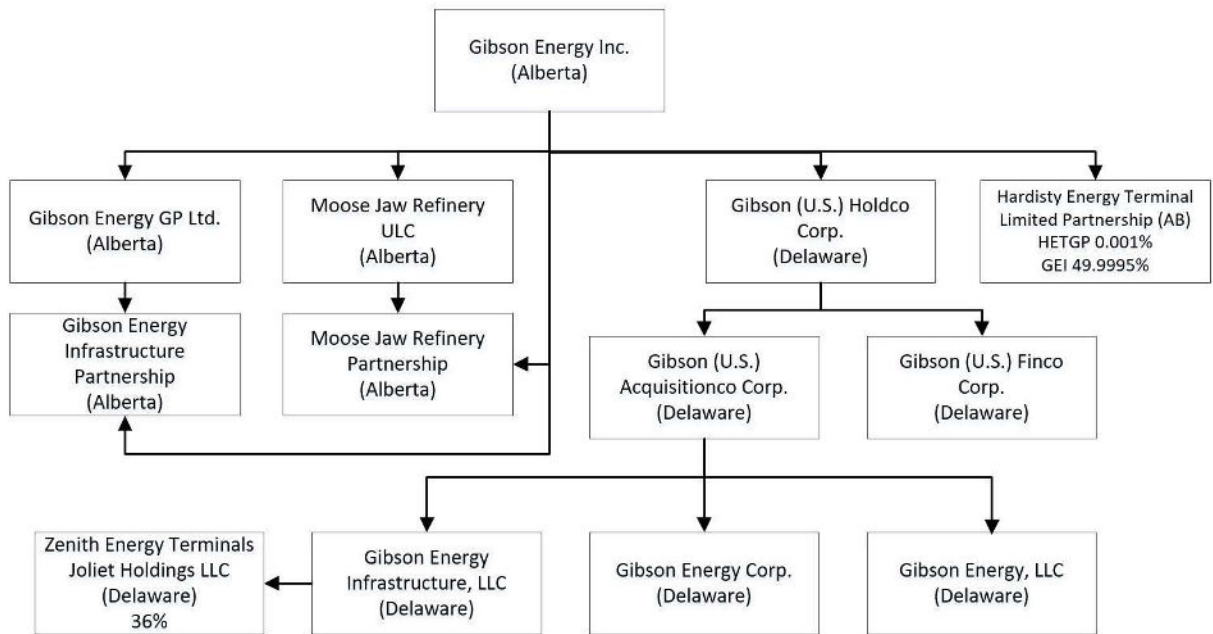 Gibson Energy Inc.
(Alberta)
Gibson Energy GP Ltd.
(Alberta)
Moose Jaw Refinery
ULC
(Alberta)
Gibson (U.S.) Holdco
Corp.
(Delaware)
Hardisty Energy Terminal
Limited Partnership (AB)
HETGP 0.001%
GEI 49.9995%
Gibson Energy
Infrastructure
Partnership
(Alberta)
Moose Jaw Refinery
Partnership
(Alberta)
Gibson (U.S.)
Acquisitionco Corp.
(Delaware)
Gibson (U.S.) Finco
Corp.
(Delaware)
Zenith Energy Terminals
Joliet Holdings LLC
(Delaware)
36%
Gibson Energy
Infrastructure, LLC
(Delaware)
Gibson Energy Corp.
(Delaware)
Gibson Energy, LLC
(Delaware)